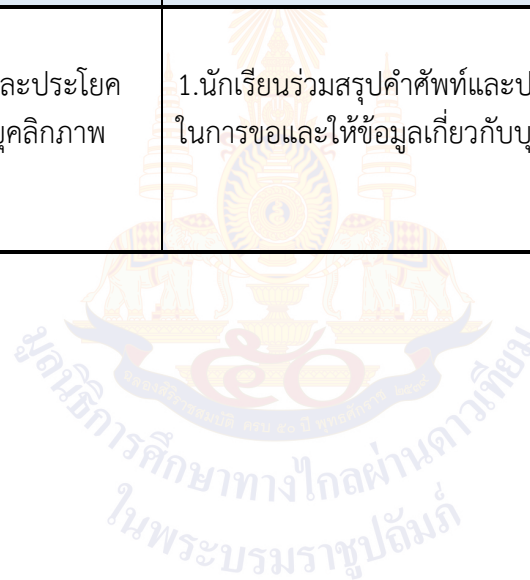 ละประโยค
ุคลิกภาพ
1.นักเรียนร่วมสรุปคำศัพท์และป
ในการขอและให้ข้อมูลเกี่ยวกับบุ
มูลนิธิการศึกษาทางไกลผ่านดาวเทียม
ในพระบรมราชูปถัมภ์